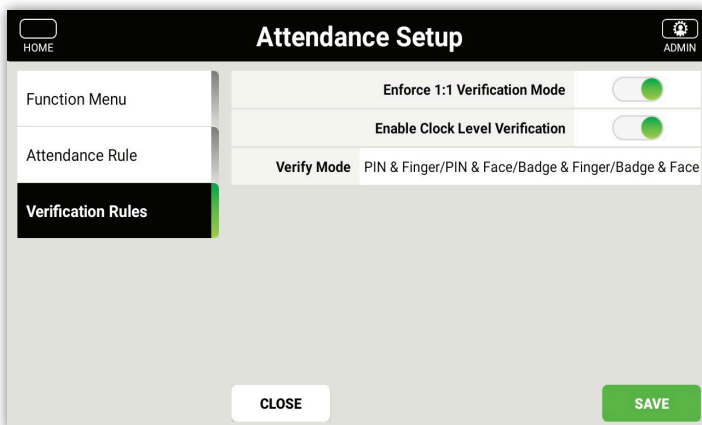 Attendance Setup
HOME
ADMIN
Function Menu
Attendance Rule
Verification Rules
Enforce 1:1 Verification Mode
Enable Clock Level Verification
Verify Mode PIN & Finger/PIN & Face/Badge & Finger/Badge & Face
CLOSE
SAVE